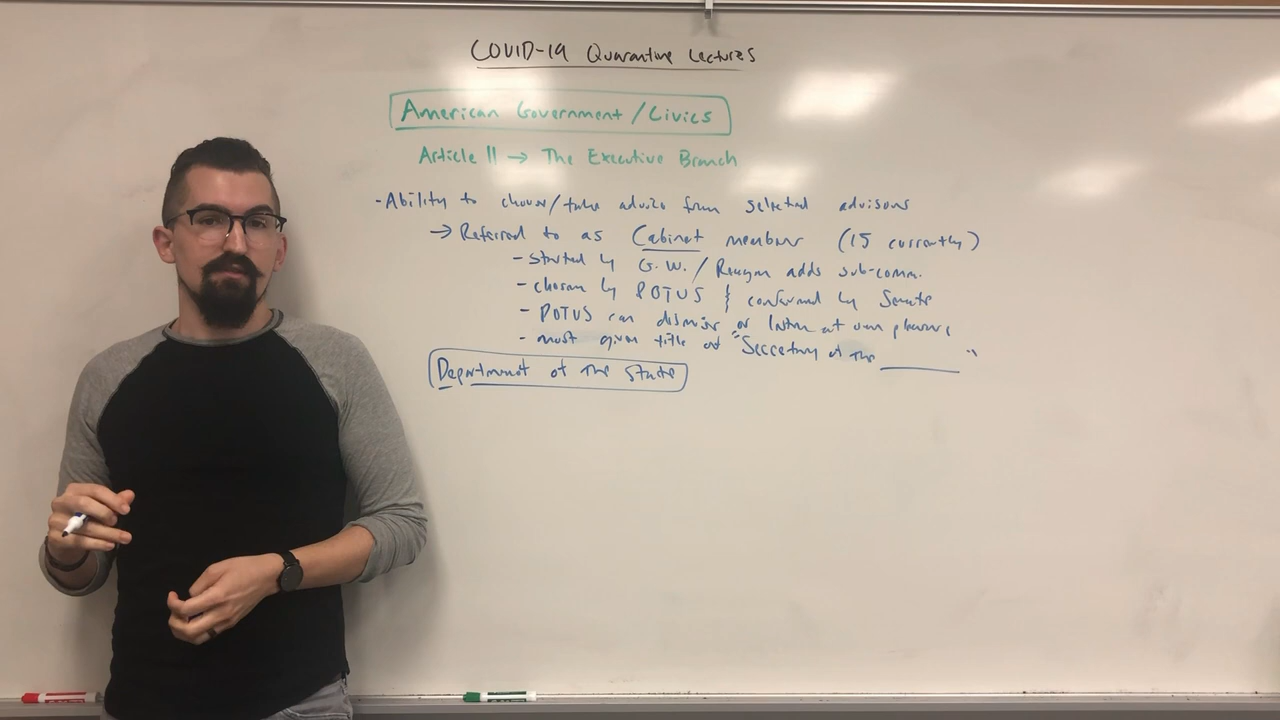 COVID-19 Quarantine Lectures
American Government/Civics
Article II → The Executive Branch
- Ability to choose/take advice from selected advisors
→ Referred to as Cabinet members (15 currently)
- started by G.W. / Reagan adds sub-comm.
- chosen by POTUS & confirmed by Senate
- POTUS can dismiss or listen at own pleasure
- most given title of "Secretary of the ______"
Department of the State